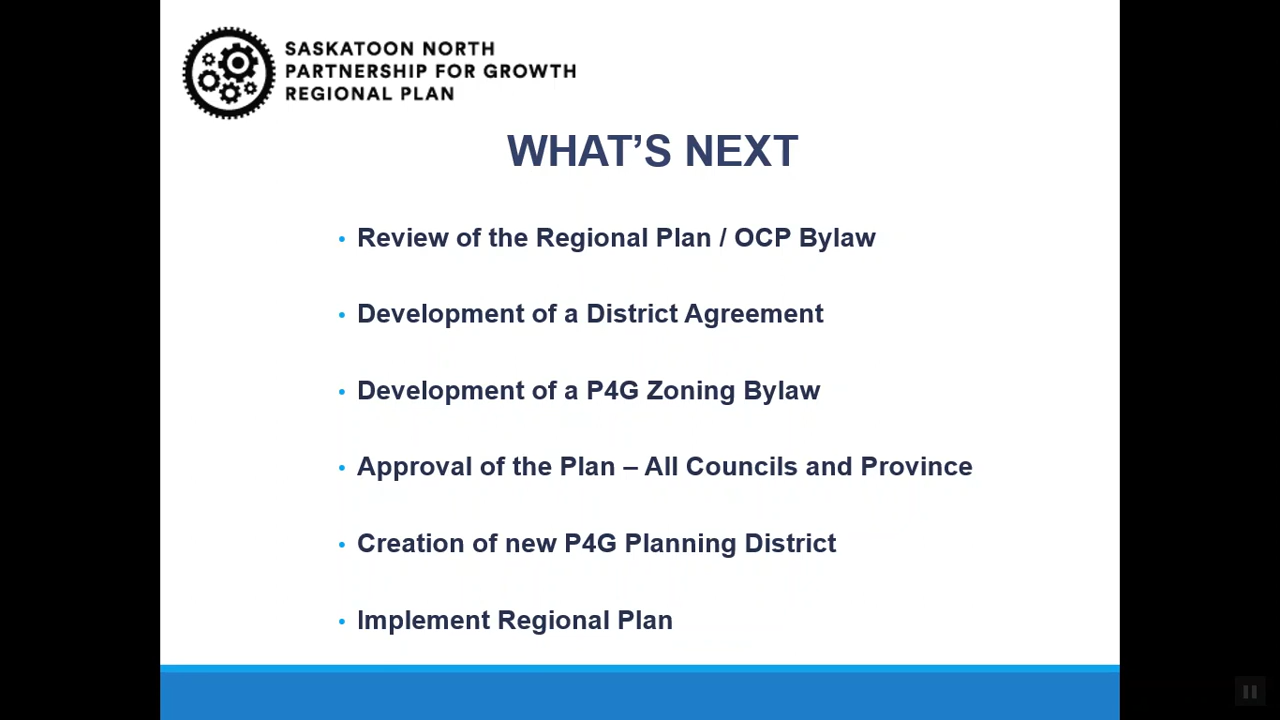 SASKATOON NORTH
PARTNERSHIP FOR GROWTH
REGIONAL PLAN
WHAT’S NEXT
• Review of the Regional Plan / OCP Bylaw
• Development of a District Agreement
• Development of a P4G Zoning Bylaw
• Approval of the Plan – All Councils and Province
• Creation of new P4G Planning District
• Implement Regional Plan